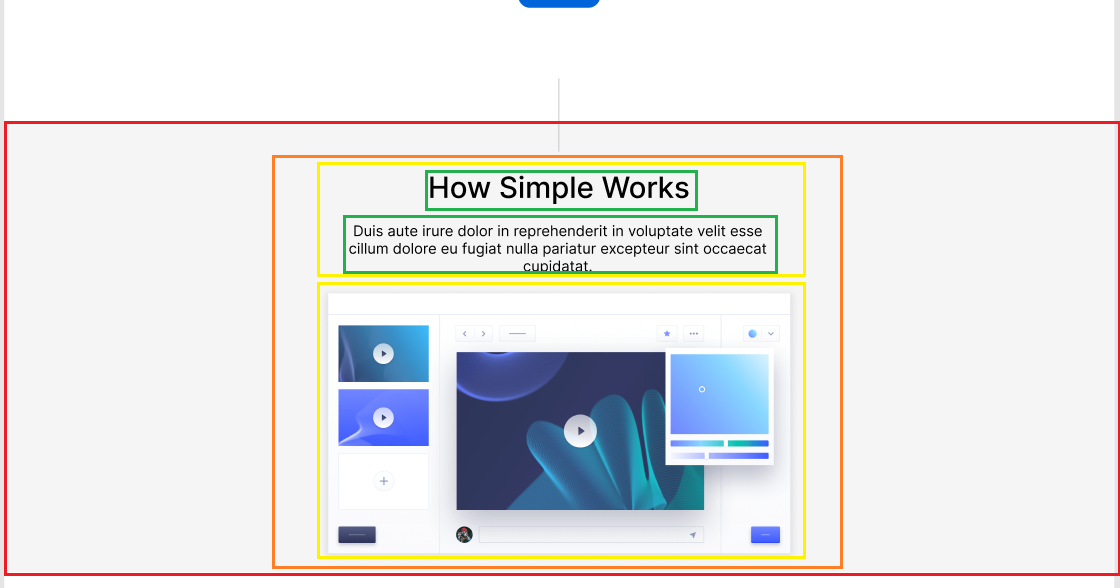 How Simple Works
Duis aute irure dolor in reprehenderit in voluptate velit esse
cillum dolore eu fugiat nulla pariatur excepteur sint occaecat
cupidatat.